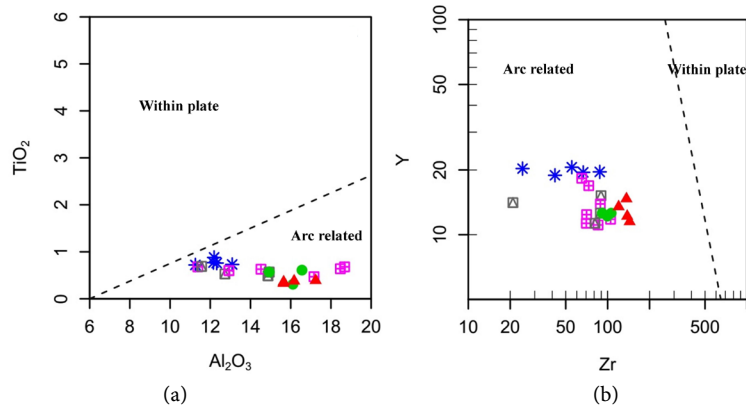 6
5
4
3
2
1
0
TiO₂
Within plate
Arc related
6 8 10 12 14 16 18 20
Al₂O₃
(a)
100
50
20
10
Y
Arc related
Within plate
10 20 50 100 500
Zr
(b)